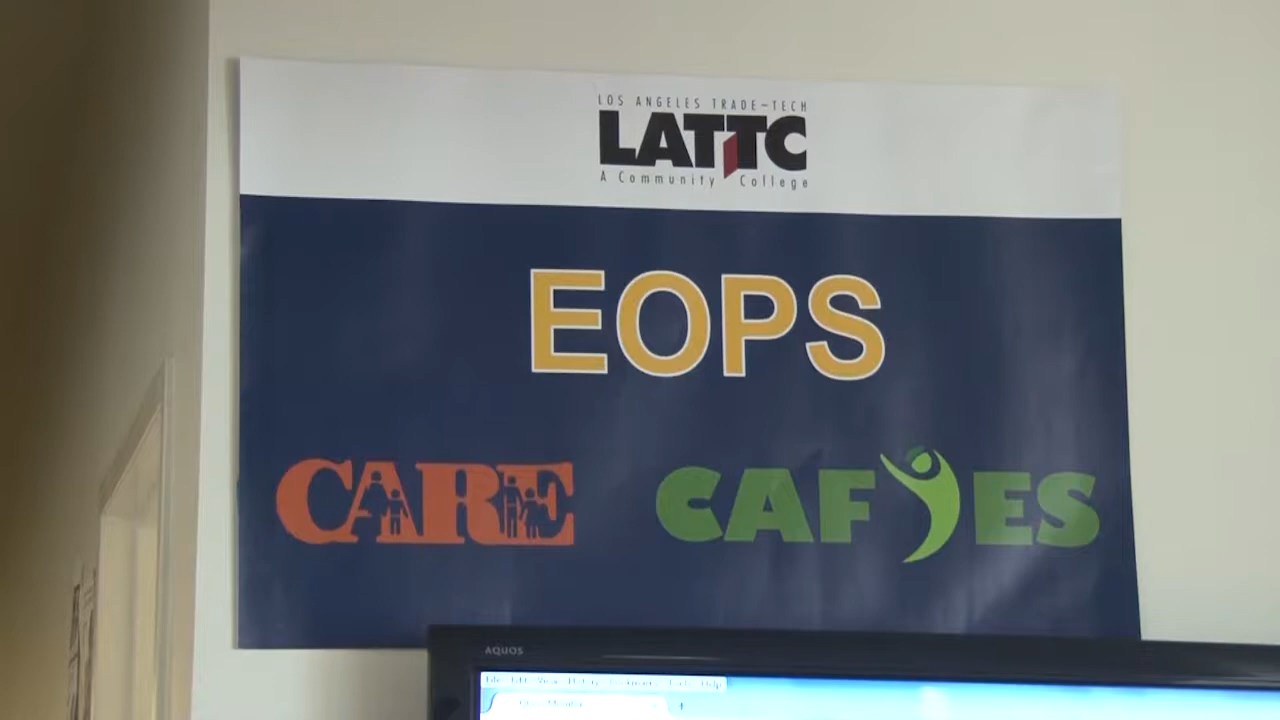 LOS ANGELES TRADE-TECH
LATTC
A Community College
EOPS
CARE
CAFYES
AQUOS